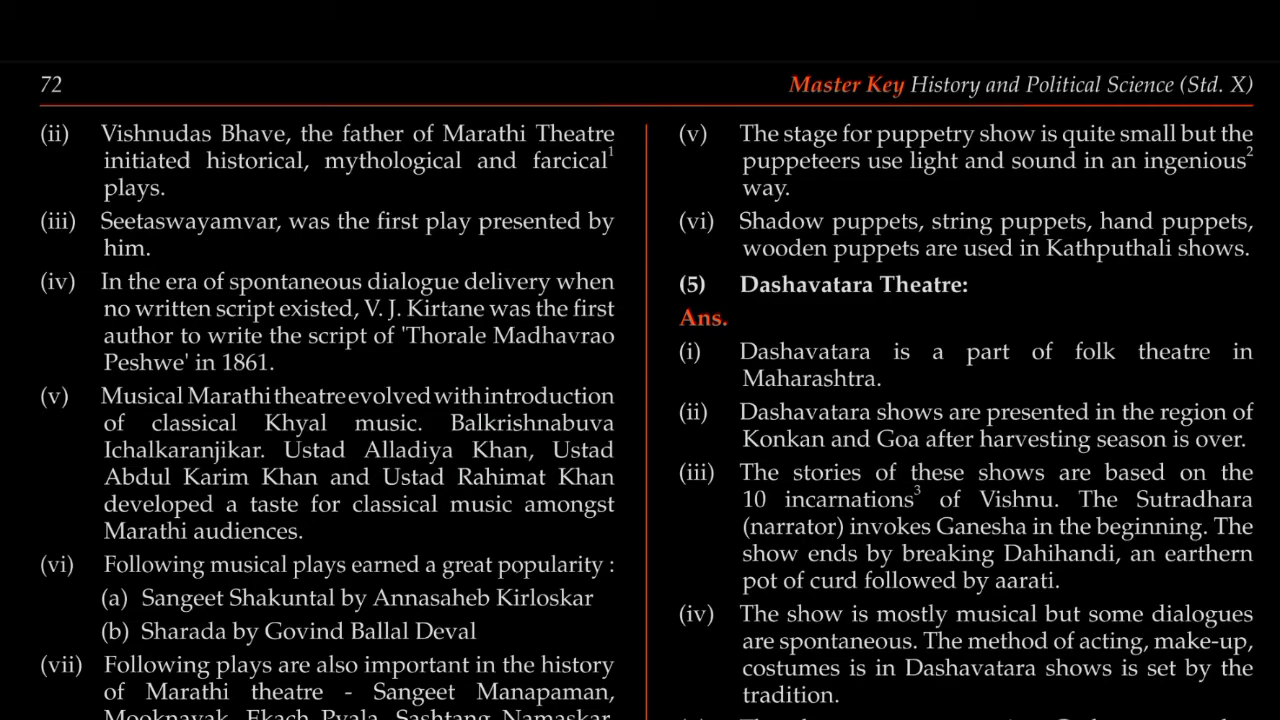 72
Master Key History and Political Science (Std. X)
(ii) Vishnudas Bhave, the father of Marathi Theatre
initiated historical, mythological and farcical1
plays.
(iii) Seetaswayamvar, was the first play presented by
him.
(iv) In the era of spontaneous dialogue delivery when
no written script existed, V. J. Kirtane was the first
author to write the script of 'Thorale Madhavrao
Peshwe' in 1861.
(v) Musical Marathi theatre evolved with introduction
of classical Khyal music. Balkrishnabuva
Ichalkaranjikar. Ustad Alladiya Khan, Ustad
Abdul Karim Khan and Ustad Rahimat Khan
developed a taste for classical music amongst
Marathi audiences.
(vi) Following musical plays earned a great popularity :
(a) Sangeet Shakuntal by Annasaheb Kirloskar
(b) Sharada by Govind Ballal Deval
(vii) Following plays are also important in the history
of Marathi theatre - Sangeet Manapaman,
Mooknayak, Ekach Pyala, Sashtang Namaskar,
(v) The stage for puppetry show is quite small but the
puppeteers use light and sound in an ingenious2
way.
(vi) Shadow puppets, string puppets, hand puppets,
wooden puppets are used in Kathputhali shows.
(5) Dashavatara Theatre:
Ans.
(i) Dashavatara is a part of folk theatre in
Maharashtra.
(ii) Dashavatara shows are presented in the region of
Konkan and Goa after harvesting season is over.
(iii) The stories of these shows are based on the
10 incarnations3 of Vishnu. The Sutradhara
(narrator) invokes Ganesha in the beginning. The
show ends by breaking Dahihandi, an earthern
pot of curd followed by aarati.
(iv) The show is mostly musical but some dialogues
are spontaneous. The method of acting, make-up,
costumes is in Dashavatara shows is set by the
tradition.